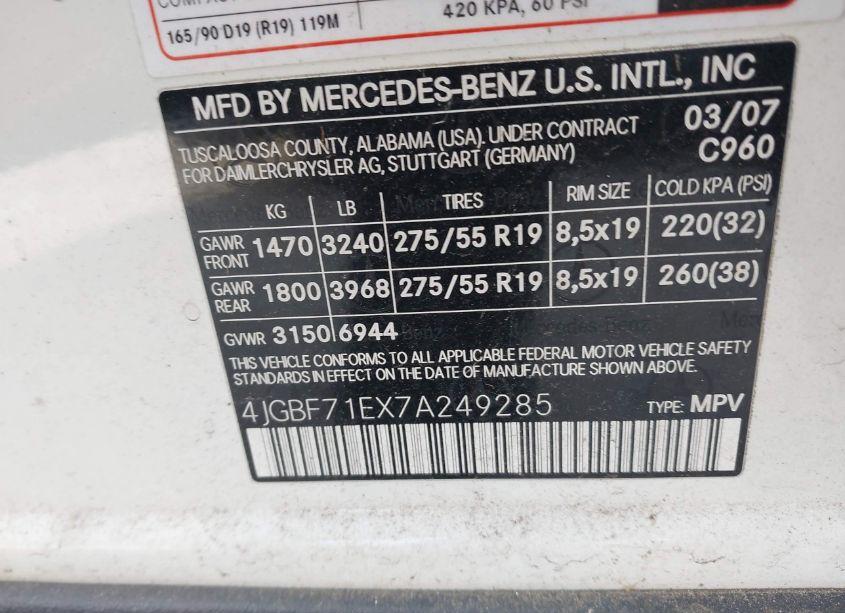 165/90 D19 (R19) 119M
420 KPA, 60 PSI
MFD BY MERCEDES-BENZ U.S. INTL., INC
TUSCALOOSA COUNTY, ALABAMA (USA). UNDER CONTRACT 03/07
FOR DAIMLERCHRYSLER AG, STUTTGART (GERMANY) C960
KG LB TIRES RIM SIZE COLD KPA (PSI)
GAWR FRONT 1470 3240 275/55 R19 8,5x19 220(32)
GAWR REAR 1800 3968 275/55 R19 8,5x19 260(38)
GVWR 3150 6944
THIS VEHICLE CONFORMS TO ALL APPLICABLE FEDERAL MOTOR VEHICLE SAFETY
STANDARDS IN EFFECT ON THE DATE OF MANUFACTURE SHOWN ABOVE.
4JGBF71EX7A249285 TYPE: MPV